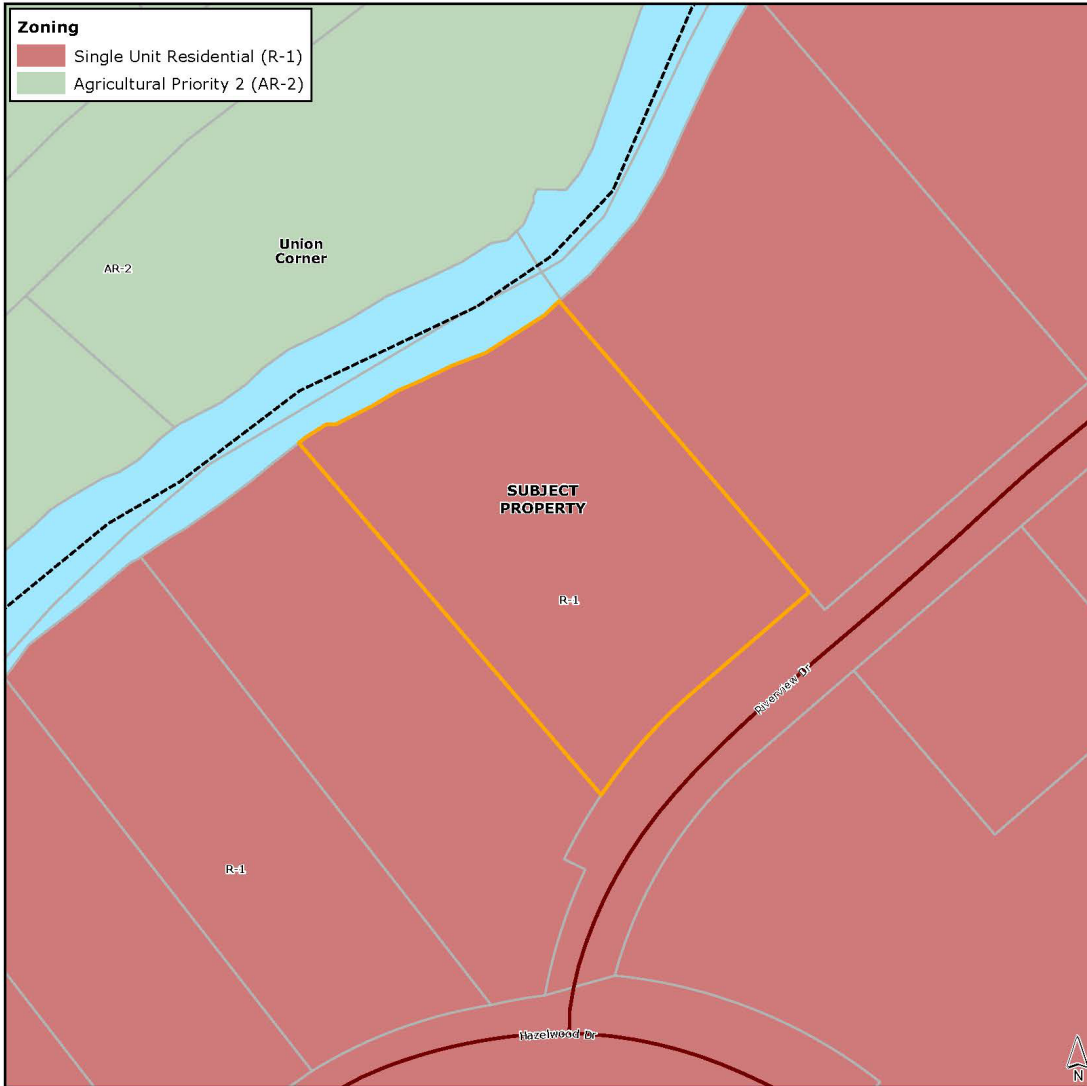 Zoning
Single Unit Residential (R-1)
Agricultural Priority 2 (AR-2)
Union
Corner
AR-2
SUBJECT
PROPERTY
R-1
Riverview Dr
R-1
Hazelwood Dr
N